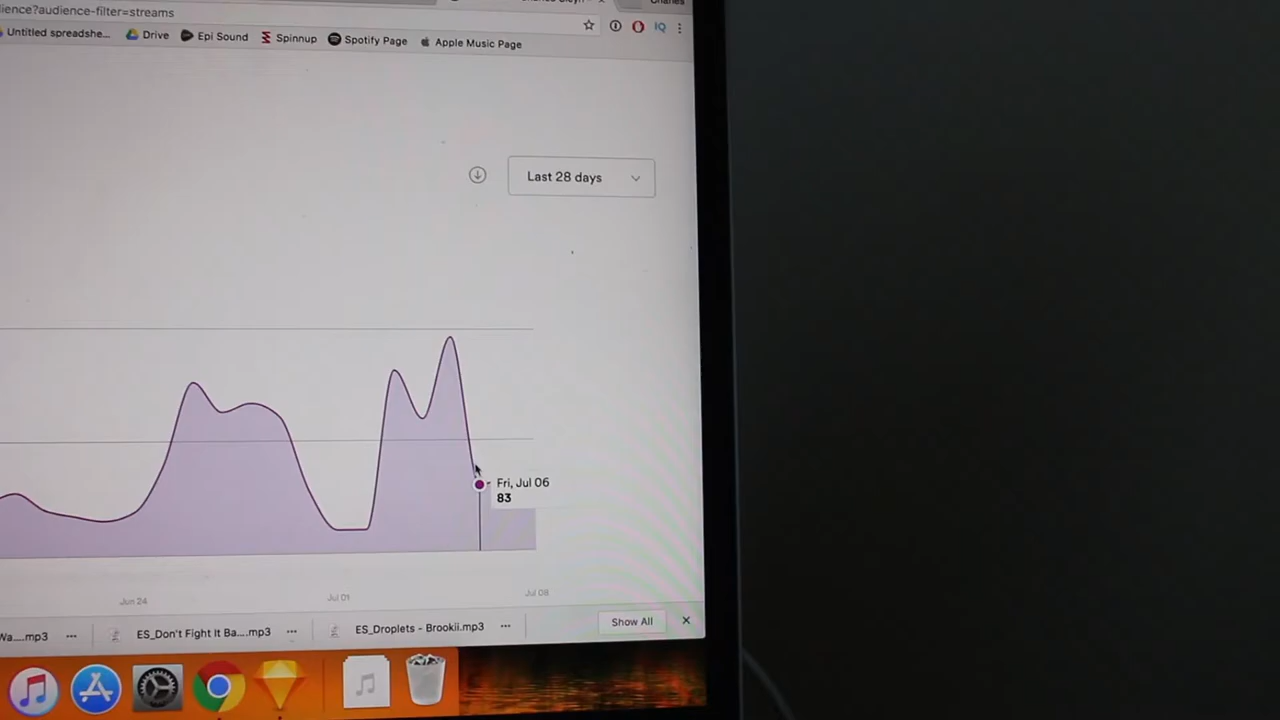 ience?audience-filter=streams
Untitled spreadshe... Drive Epi Sound Spinnup Spotify Page Apple Music Page
IQ
Last 28 days
Fri, Jul 06
83
Jun 24 Jul 01 Jul 08
Wa....mp3 ES_Don't Fight It Ba....mp3 ES_Droplets - Brookii.mp3 Show All